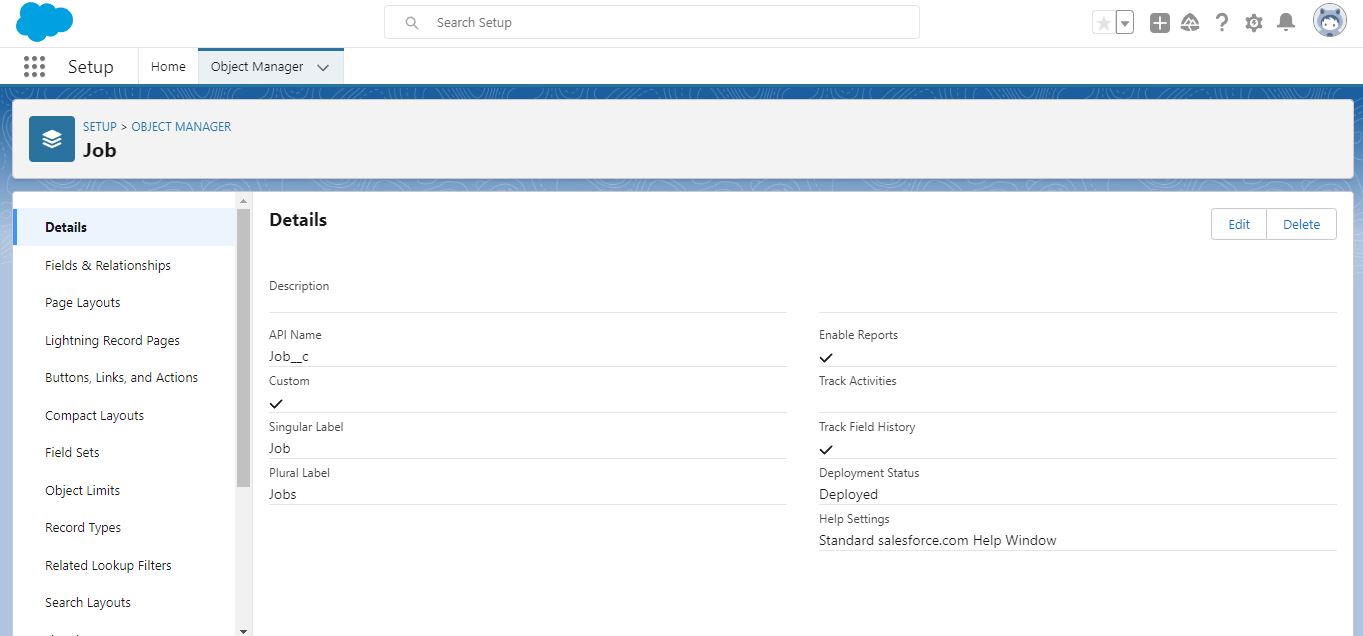 Search Setup
Setup
Home
Object Manager
SETUP > OBJECT MANAGER
Job
Details
Fields & Relationships
Page Layouts
Lightning Record Pages
Buttons, Links, and Actions
Compact Layouts
Field Sets
Object Limits
Record Types
Related Lookup Filters
Search Layouts
Details
Edit
Delete
Description
API Name
Job__c
Custom
Singular Label
Job
Plural Label
Jobs
Enable Reports
Track Activities
Track Field History
Deployment Status
Deployed
Help Settings
Standard salesforce.com Help Window